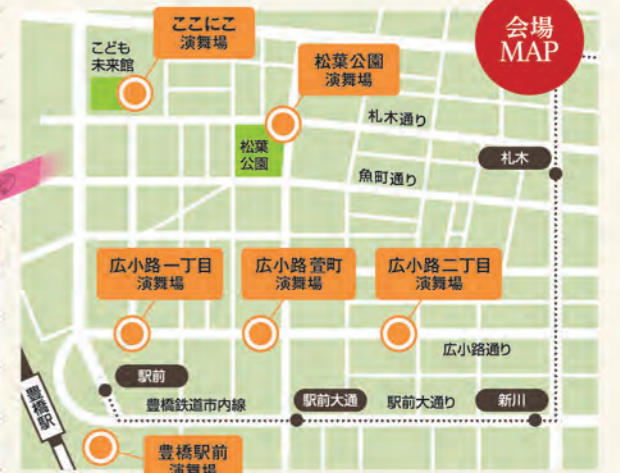 会場
MAP
ここにこ
演舞場
こども
未来館
松葉公園
演舞場
札木通り
松葉
公園
札木
魚町通り
広小路一丁目
演舞場
広小路萱町
演舞場
広小路二丁目
演舞場
広小路通り
駅前
豊橋鉄道市内線
駅前大通
駅前大通り
新川
豊橋駅
豊橋駅前
演舞場